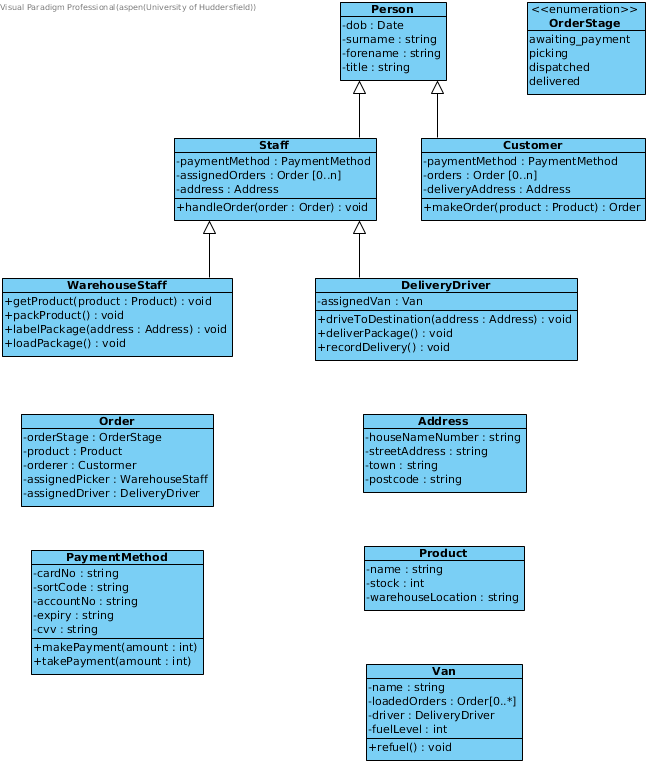 Visual Paradigm Professional(aspen(University of Huddersfield))
Person
-dob : Date
-surname : string
-forename : string
-title : string
<<enumeration>>
OrderStage
awaiting_payment
picking
dispatched
delivered
Staff
-paymentMethod : PaymentMethod
-assignedOrders : Order [0..n]
-address : Address
+handleOrder(order : Order) : void
Customer
-paymentMethod : PaymentMethod
-orders : Order [0..n]
-deliveryAddress : Address
+makeOrder(product : Product) : Order
WarehouseStaff
+getProduct(product : Product) : void
+packProduct() : void
+labelPackage(address : Address) : void
+loadPackage() : void
DeliveryDriver
-assignedVan : Van
+driveToDestination(address : Address) : void
+deliverPackage() : void
+recordDelivery() : void
Order
-orderStage : OrderStage
-product : Product
-orderer : Custormer
-assignedPicker : WarehouseStaff
-assignedDriver : DeliveryDriver
Address
-houseNameNumber : string
-streetAddress : string
-town : string
-postcode : string
PaymentMethod
-cardNo : string
-sortCode : string
-accountNo : string
-expiry : string
-cvv : string
+makePayment(amount : int)
+takePayment(amount : int)
Product
-name : string
-stock : int
-warehouseLocation : string
Van
-name : string
-loadedOrders : Order[0..*]
-driver : DeliveryDriver
-fuelLevel : int
+refuel() : void